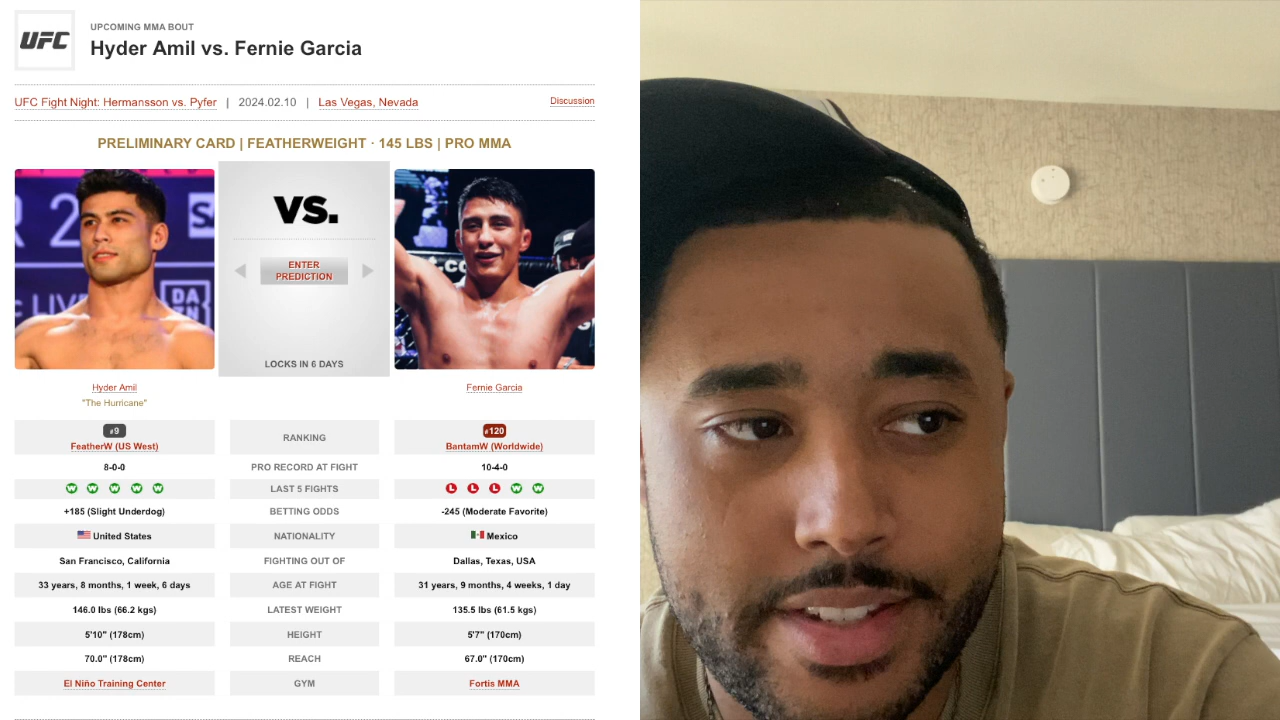 UFC
UPCOMING MMA BOUT
Hyder Amil vs. Fernie Garcia
UFC Fight Night: Hermansson vs. Pyfer | 2024.02.10 | Las Vegas, Nevada Discussion
PRELIMINARY CARD | FEATHERWEIGHT · 145 LBS | PRO MMA
R 2
LIV
DA
ZN
VS.
ENTER
PREDICTION
LOCKS IN 6 DAYS
Hyder Amil Fernie Garcia
"The Hurricane"
#9 RANKING #120
FeatherW (US West) BantamW (Worldwide)
8-0-0 PRO RECORD AT FIGHT 10-4-0
W W W W W LAST 5 FIGHTS L L L W W
+185 (Slight Underdog) BETTING ODDS -245 (Moderate Favorite)
United States NATIONALITY Mexico
San Francisco, California FIGHTING OUT OF Dallas, Texas, USA
33 years, 8 months, 1 week, 6 days AGE AT FIGHT 31 years, 9 months, 4 weeks, 1 day
146.0 lbs (66.2 kgs) LATEST WEIGHT 135.5 lbs (61.5 kgs)
5'10" (178cm) HEIGHT 5'7" (170cm)
70.0" (178cm) REACH 67.0" (170cm)
El Niño Training Center GYM Fortis MMA